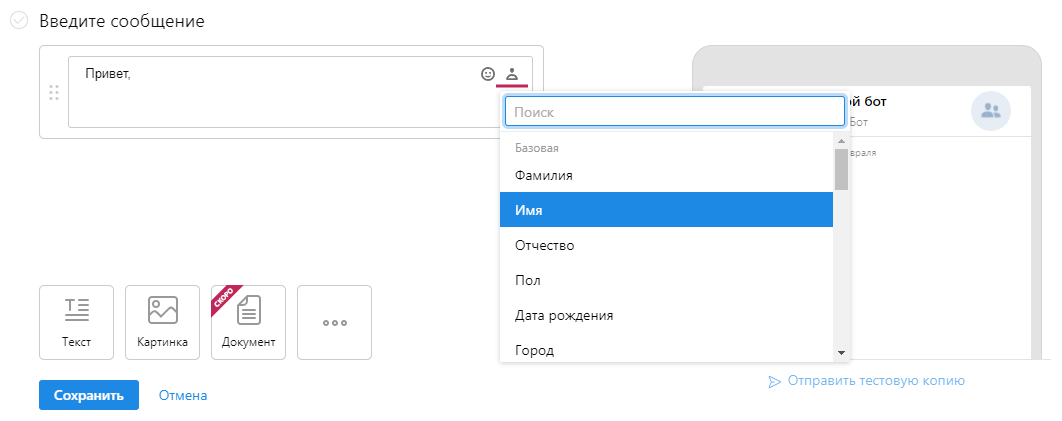 Введите сообщение
Привет,
Поиск
Базовая
Фамилия
Имя
Отчество
Пол
Дата рождения
Город
бот
Бот
Текст
Картинка
СКОРО
Документ
Сохранить
Отмена
Отправить тестовую копию